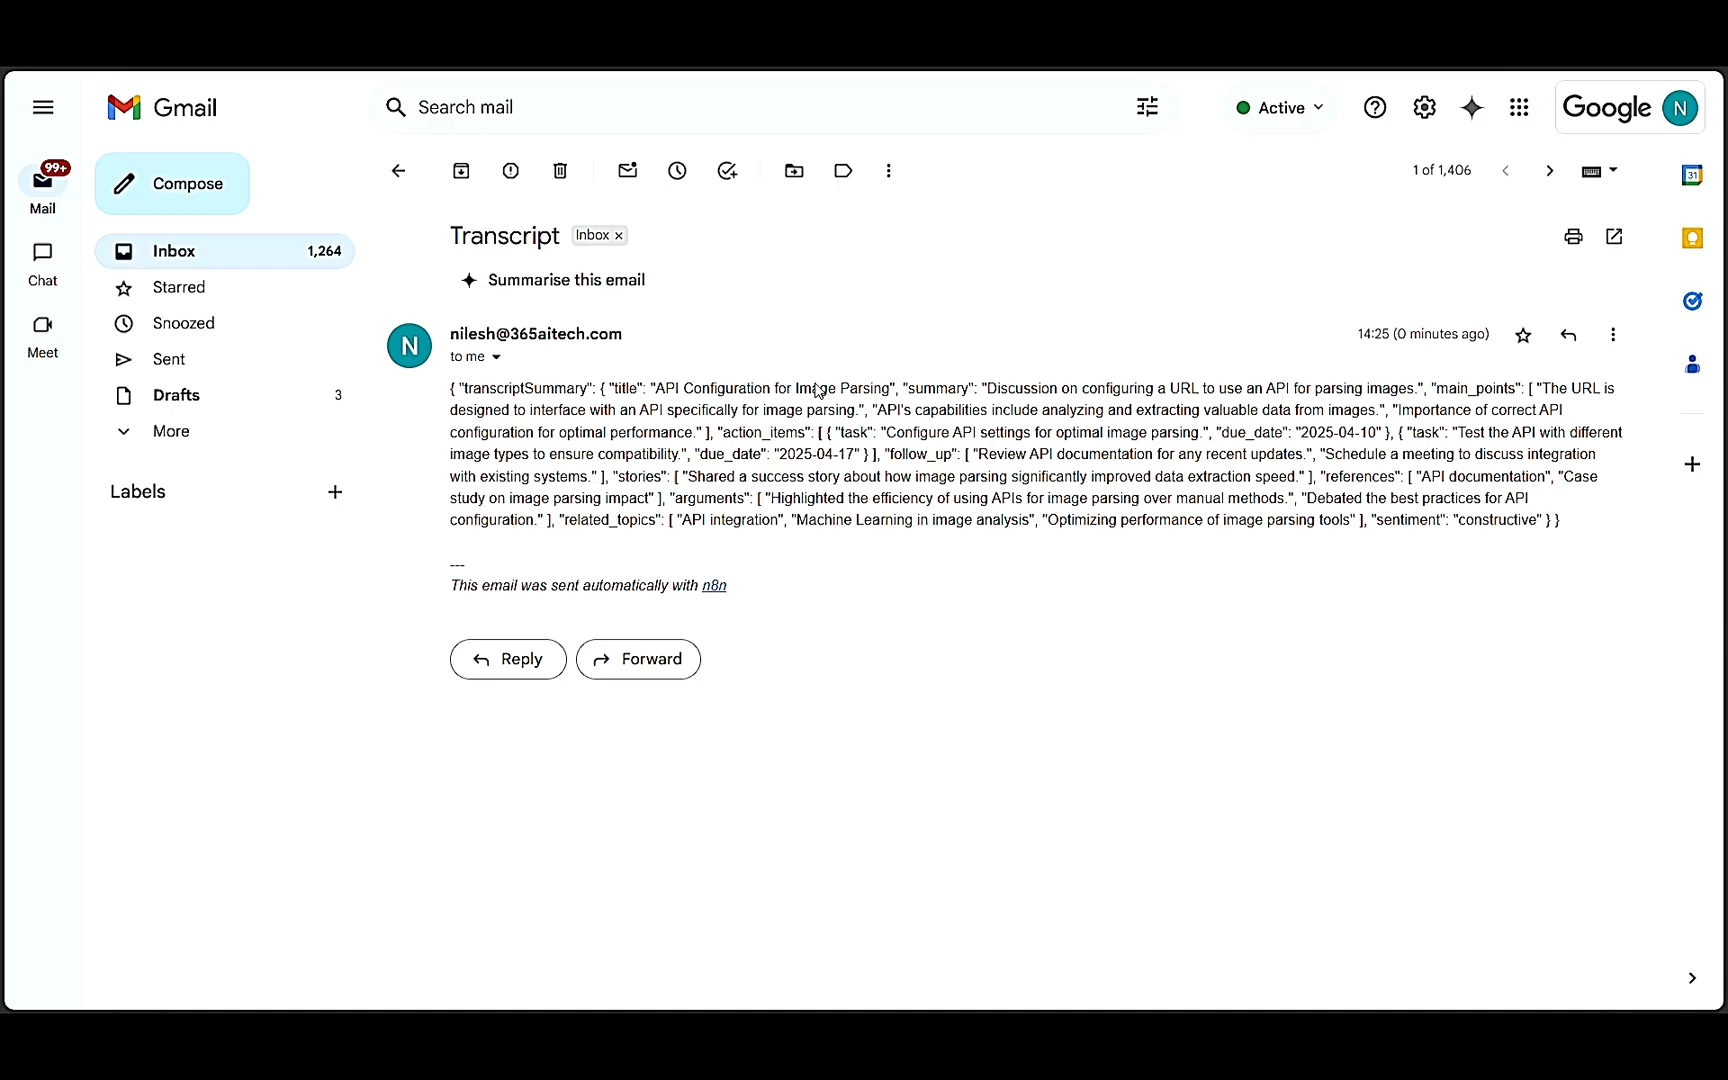 Gmail
Search mail
Active
Google
N
99+
Mail
Compose
1 of 1,406
31
Inbox 1,264
Transcript Inbox ×
Chat
Summarise this email
Starred
Snoozed
Meet
Sent
Drafts 3
More
Labels
N
nilesh@365aitech.com
14:25 (0 minutes ago)
to me
{ "transcriptSummary": { "title": "API Configuration for Image Parsing", "summary": "Discussion on configuring a URL to use an API for parsing images.", "main_points": [ "The URL is
designed to interface with an API specifically for image parsing.", "API's capabilities include analyzing and extracting valuable data from images.", "Importance of correct API
configuration for optimal performance." ], "action_items": [ { "task": "Configure API settings for optimal image parsing.", "due_date": "2025-04-10" }, { "task": "Test the API with different
image types to ensure compatibility.", "due_date": "2025-04-17" } ], "follow_up": [ "Review API documentation for any recent updates.", "Schedule a meeting to discuss integration
with existing systems." ], "stories": [ "Shared a success story about how image parsing significantly improved data extraction speed." ], "references": [ "API documentation", "Case
study on image parsing impact" ], "arguments": [ "Highlighted the efficiency of using APIs for image parsing over manual methods.", "Debated the best practices for API
configuration." ], "related_topics": [ "API integration", "Machine Learning in image analysis", "Optimizing performance of image parsing tools" ], "sentiment": "constructive" } }
---
This email was sent automatically with n8n
Reply
Forward